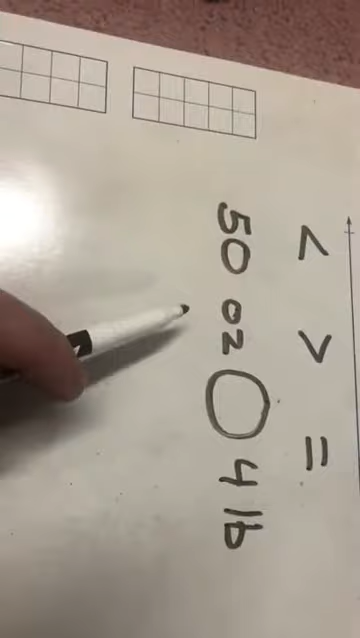 < > =
50 oz ◯ 4 lb